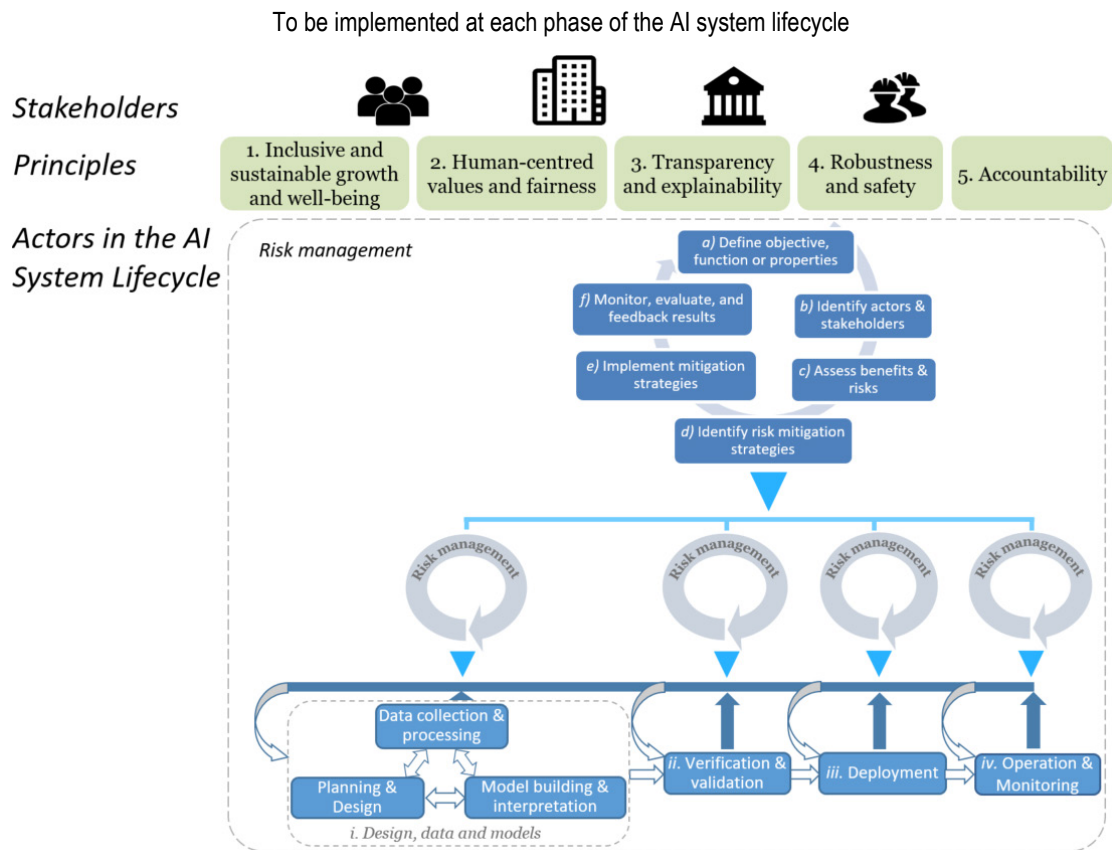 To be implemented at each phase of the AI system lifecycle
Stakeholders
Principles
1. Inclusive and
sustainable growth
and well-being
2. Human-centred
values and fairness
3. Transparency
and explainability
4. Robustness
and safety
5. Accountability
Actors in the AI
System Lifecycle
Risk management
a) Define objective,
function or properties
b) Identify actors &
stakeholders
c) Assess benefits &
risks
d) Identify risk mitigation
strategies
e) Implement mitigation
strategies
f) Monitor, evaluate, and
feedback results
Risk management
Risk management
Risk management
Risk management
Data collection &
processing
Planning &
Design
Model building &
interpretation
i. Design, data and models
ii. Verification &
validation
iii. Deployment
iv. Operation &
Monitoring